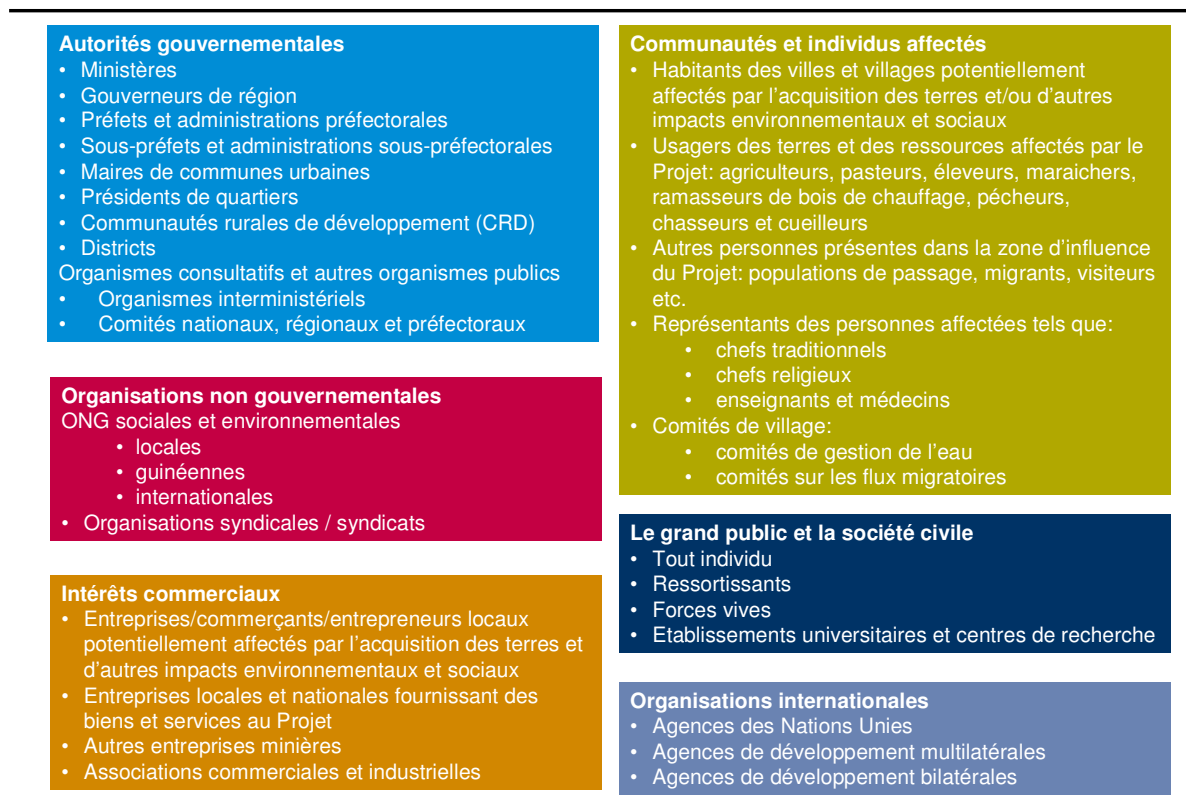 Autorités gouvernementales
• Ministères
• Gouverneurs de région
• Préfets et administrations préfectorales
• Sous-préfets et administrations sous-préfectorales
• Maires de communes urbaines
• Présidents de quartiers
• Communautés rurales de développement (CRD)
• Districts
Organismes consultatifs et autres organismes publics
• Organismes interministériels
• Comités nationaux, régionaux et préfectoraux
Organisations non gouvernementales
ONG sociales et environnementales
• locales
• guinéennes
• internationales
• Organisations syndicales / syndicats
Intérêts commerciaux
• Entreprises/commerçants/entrepreneurs locaux
potentiellement affectés par l'acquisition des terres et
d'autres impacts environnementaux et sociaux
• Entreprises locales et nationales fournissant des
biens et services au Projet
• Autres entreprises minières
• Associations commerciales et industrielles
Communautés et individus affectés
• Habitants des villes et villages potentiellement
affectés par l'acquisition des terres et/ou d'autres
impacts environnementaux et sociaux
• Usagers des terres et des ressources affectés par le
Projet: agriculteurs, pasteurs, éleveurs, maraichers,
ramasseurs de bois de chauffage, pécheurs,
chasseurs et cueilleurs
• Autres personnes présentes dans la zone d'influence
du Projet: populations de passage, migrants, visiteurs
etc.
• Représentants des personnes affectées tels que:
• chefs traditionnels
• chefs religieux
• enseignants et médecins
• Comités de village:
• comités de gestion de l'eau
• comités sur les flux migratoires
Le grand public et la société civile
• Tout individu
• Ressortissants
• Forces vives
• Etablissements universitaires et centres de recherche
Organisations internationales
• Agences des Nations Unies
• Agences de développement multilatérales
• Agences de développement bilatérales